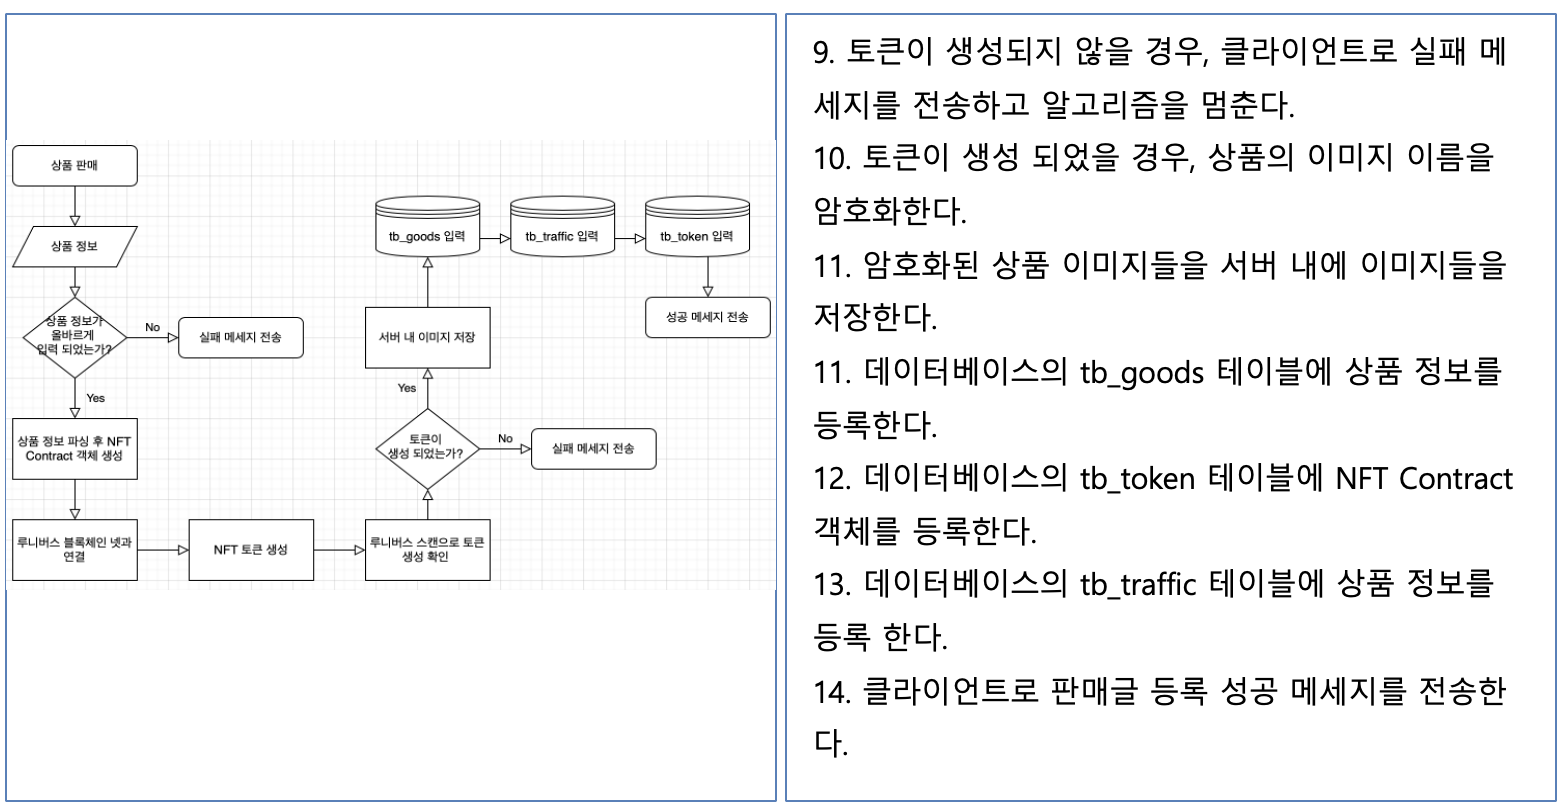 상품 판매
상품 정보
상품 정보가
올바르게
입력 되었는가?
No
실패 메세지 전송
Yes
상품 정보 파싱 후 NFT
Contract 객체 생성
루니버스 블록체인 넷과
연결
NFT 토큰 생성
루니버스 스캔으로 토큰
생성 확인
토큰이
생성 되었는가?
No
실패 메세지 전송
Yes
서버 내 이미지 저장
tb_goods 입력
tb_traffic 입력
tb_token 입력
성공 메세지 전송
9. 토큰이 생성되지 않을 경우, 클라이언트로 실패 메
세지를 전송하고 알고리즘을 멈춘다.
10. 토큰이 생성 되었을 경우, 상품의 이미지 이름을
암호화한다.
11. 암호화된 상품 이미지들을 서버 내에 이미지들을
저장한다.
11. 데이터베이스의 tb_goods 테이블에 상품 정보를
등록한다.
12. 데이터베이스의 tb_token 테이블에 NFT Contract
객체를 등록한다.
13. 데이터베이스의 tb_traffic 테이블에 상품 정보를
등록 한다.
14. 클라이언트로 판매글 등록 성공 메세지를 전송한
다.